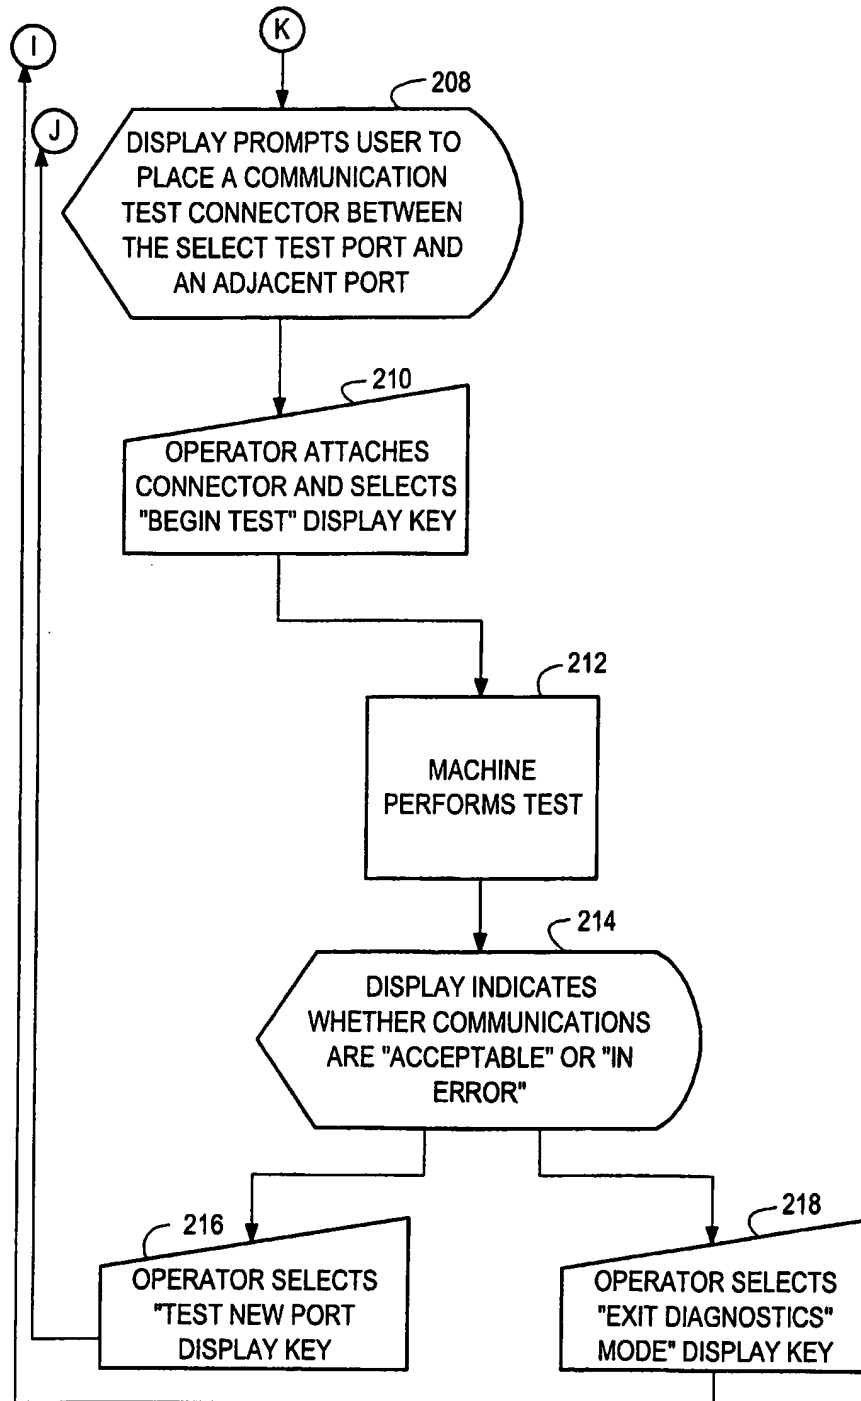 I
K
J
208
DISPLAY PROMPTS USER TO
PLACE A COMMUNICATION
TEST CONNECTOR BETWEEN
THE SELECT TEST PORT AND
AN ADJACENT PORT
210
OPERATOR ATTACHES
CONNECTOR AND SELECTS
"BEGIN TEST" DISPLAY KEY
212
MACHINE
PERFORMS TEST
214
DISPLAY INDICATES
WHETHER COMMUNICATIONS
ARE "ACCEPTABLE" OR "IN
ERROR"
216
OPERATOR SELECTS
"TEST NEW PORT
DISPLAY KEY
218
OPERATOR SELECTS
"EXIT DIAGNOSTICS"
MODE" DISPLAY KEY